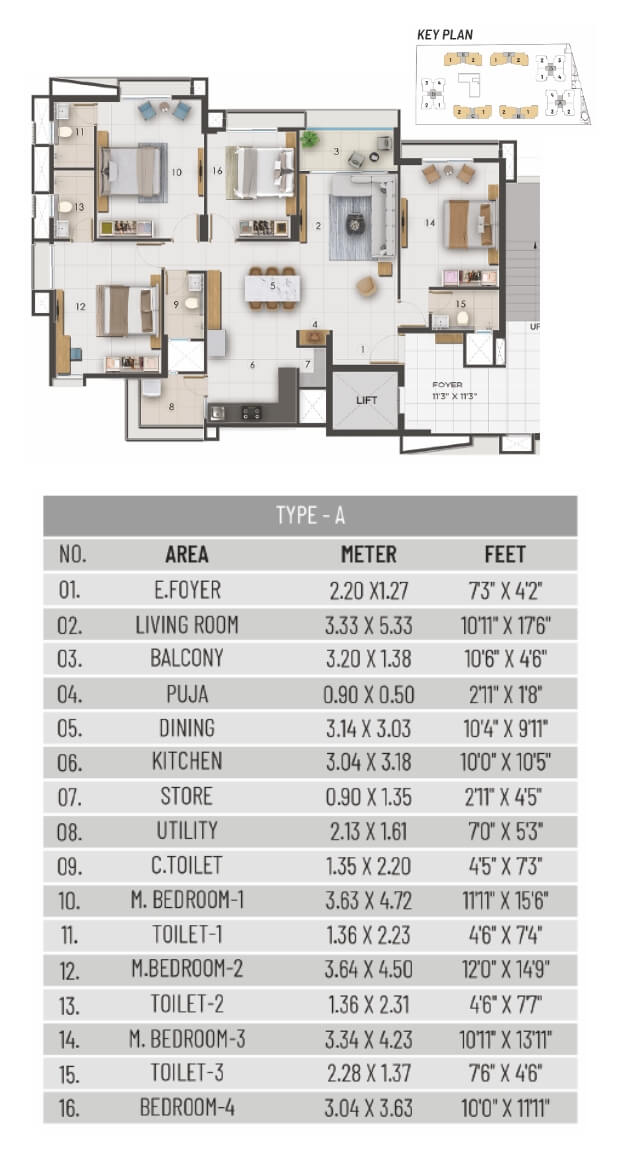 KEY PLAN
11
10
16
3
13
2
14
12
9
5
15
4
1
6
7
8
UP
FOYER
11'3" X 11'3"
LIFT
TYPE - A
NO. AREA METER FEET
01. E.FOYER 2.20 X1.27 7'3" X 4'2"
02. LIVING ROOM 3.33 X 5.33 10'11" X 17'6"
03. BALCONY 3.20 X 1.38 10'6" X 4'6"
04. PUJA 0.90 X 0.50 2'11" X 1'8"
05. DINING 3.14 X 3.03 10'4" X 9'11"
06. KITCHEN 3.04 X 3.18 10'0" X 10'5"
07. STORE 0.90 X 1.35 2'11" X 4'5"
08. UTILITY 2.13 X 1.61 7'0" X 5'3"
09. C.TOILET 1.35 X 2.20 4'5" X 7'3"
10. M. BEDROOM-1 3.63 X 4.72 11'11" X 15'6"
11. TOILET-1 1.36 X 2.23 4'6" X 7'4"
12. M.BEDROOM-2 3.64 X 4.50 12'0" X 14'9"
13. TOILET-2 1.36 X 2.31 4'6" X 7'7"
14. M. BEDROOM-3 3.34 X 4.23 10'11" X 13'11"
15. TOILET-3 2.28 X 1.37 7'6" X 4'6"
16. BEDROOM-4 3.04 X 3.63 10'0" X 11'11"